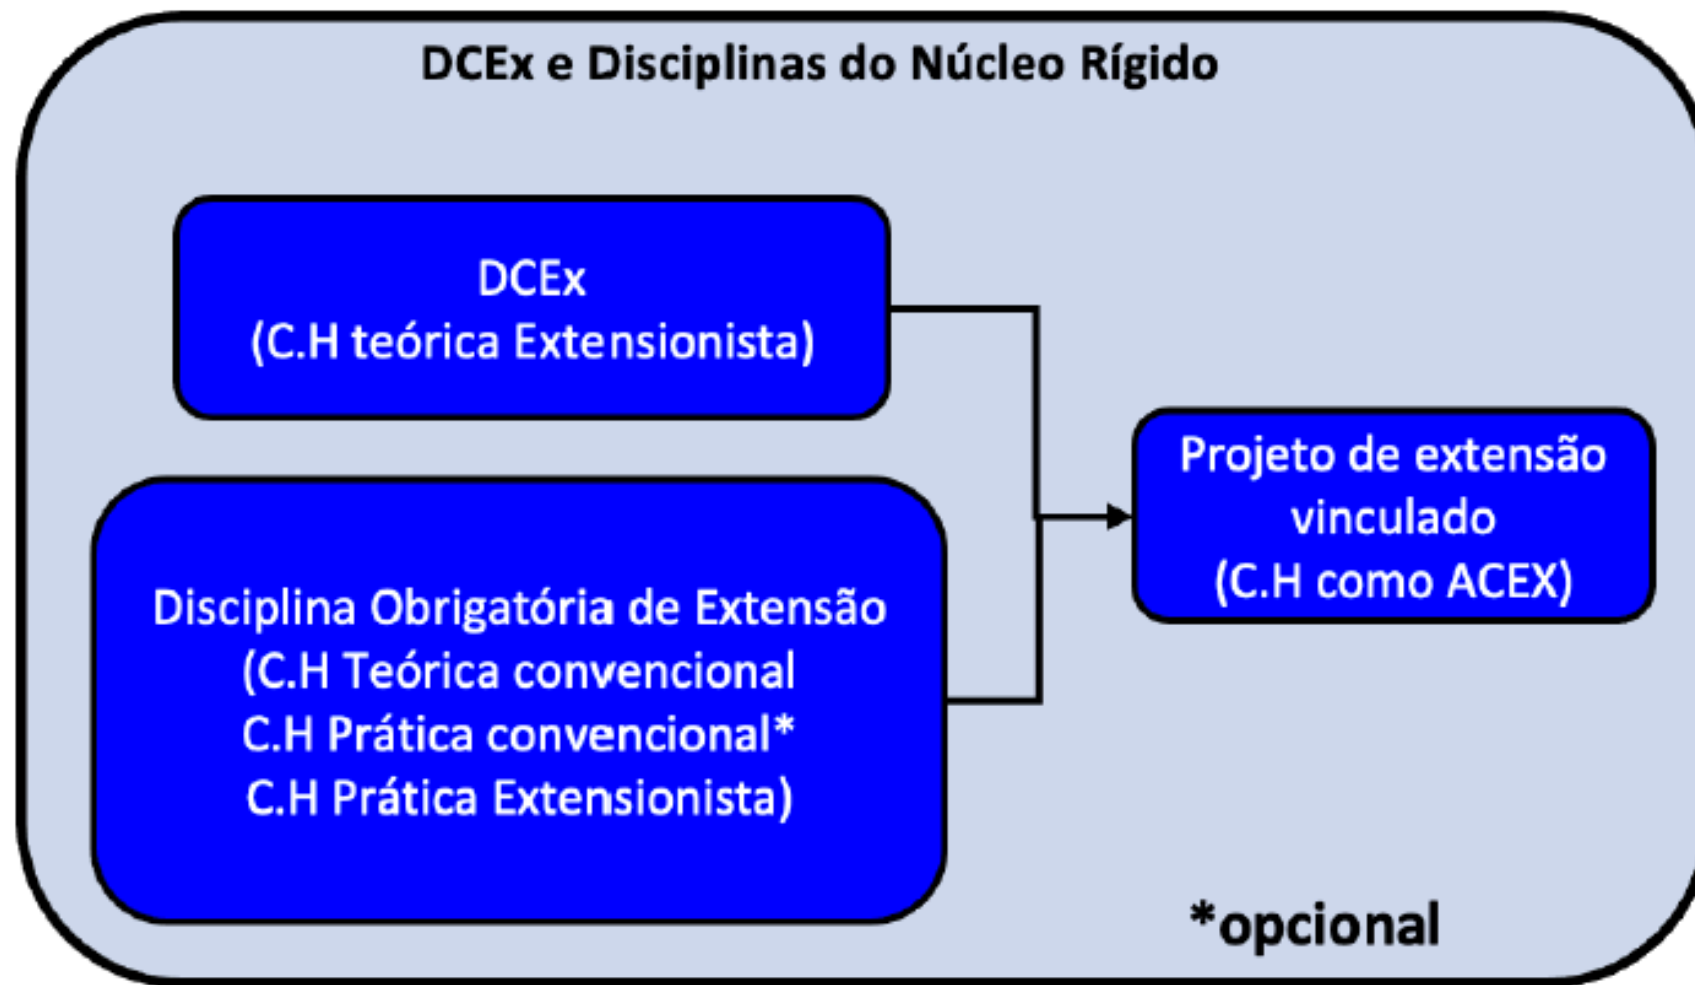 DCEx e Disciplinas do Núcleo Rígido
DCEx
(C.H teórica Extensionista)
Disciplina Obrigatória de Extensão
(C.H Teórica convencional
C.H Prática convencional*
C.H Prática Extensionista)
Projeto de extensão
vinculado
(C.H como ACEX)
*opcional